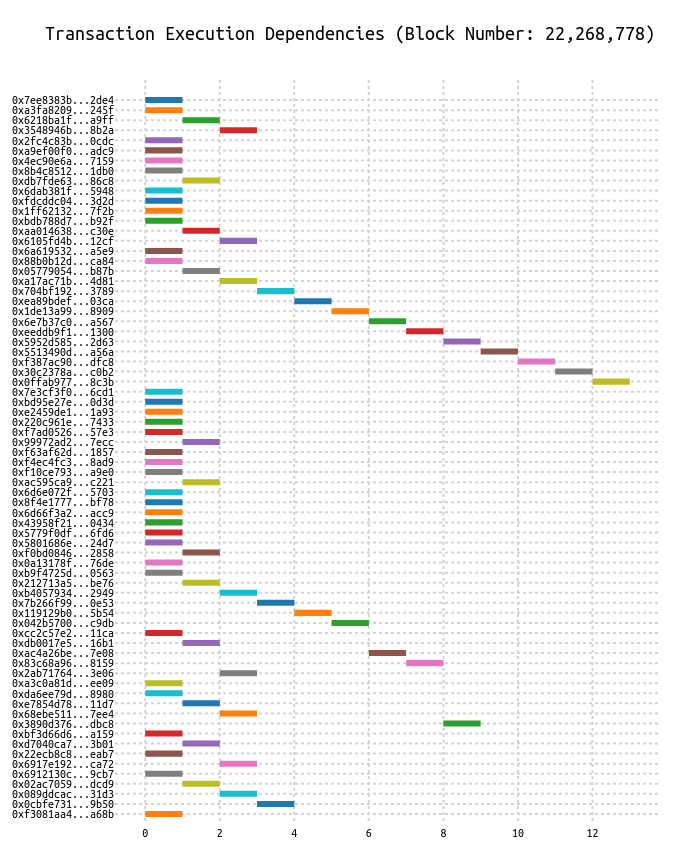 Transaction Execution Dependencies (Block Number: 22,268,778)
0x7ee8383b...2de4
0xa3fa8209...245f
0x6218ba1f...a9ff
0x3548946b...8b2a
0x2fc4c83b...0cdc
0xa9ef00f0...adc9
0x4ec90e6a...7159
0x8b4c8512...1db0
0xdb7fde63...86c8
0x6dab381f...5948
0xfdcddc04...3d2d
0x1ff62132...7f2b
0xbdb788d7...b92f
0xaa014638...c30e
0x6105fd4b...12cf
0x6a619532...a5e9
0x88b0b12d...ca84
0x05779054...b87b
0xa17ac71b...4d81
0x704bf192...3789
0xea89bdef...03ca
0x1de13a99...8909
0x6e7b37c0...a567
0xeeddb9f1...1300
0x5952d585...2d63
0x5513490d...a56a
0xf387ac90...dfc8
0x30c2378a...c0b2
0x0ffab977...8c3b
0x7e3cf3f0...6cd1
0xbd95e27e...0d3d
0xe2459de1...1a93
0x220c961e...7433
0xf7ad0526...57e3
0x99972ad2...7ecc
0xf63af62d...1857
0xf4ec4fc3...8ad9
0xf10ce793...a9e0
0xac595ca9...c221
0x6d6e072f...5703
0x8f4e1777...bf78
0x6d66f3a2...acc9
0x43958f21...0434
0x5779f0df...6fd6
0x5801686e...24d7
0xf0bd0846...2858
0x0a13178f...76de
0xb9f4725d...0563
0x212713a5...be76
0xb4057934...2949
0x7b266f99...0e53
0x119129b0...5b54
0x042b5700...c9db
0xcc2c57e2...11ca
0xdb0017e5...16b1
0xac4a26be...7e08
0x83c68a96...8159
0x2ab71764...3e06
0xa3c0a81d...ee09
0xda6ee79d...8980
0xe7854d78...11d7
0x68ebe511...7ee4
0x3890d376...dbc8
0xbf3d66d6...a159
0xd7040ca7...3b01
0x22ecb8c8...eab7
0x6917e192...ca72
0x6912130c...9cb7
0x02ac7059...dcd9
0x089ddcac...31d3
0x0cbfe731...9b50
0xf3081aa4...a68b
0 2 4 6 8 10 12